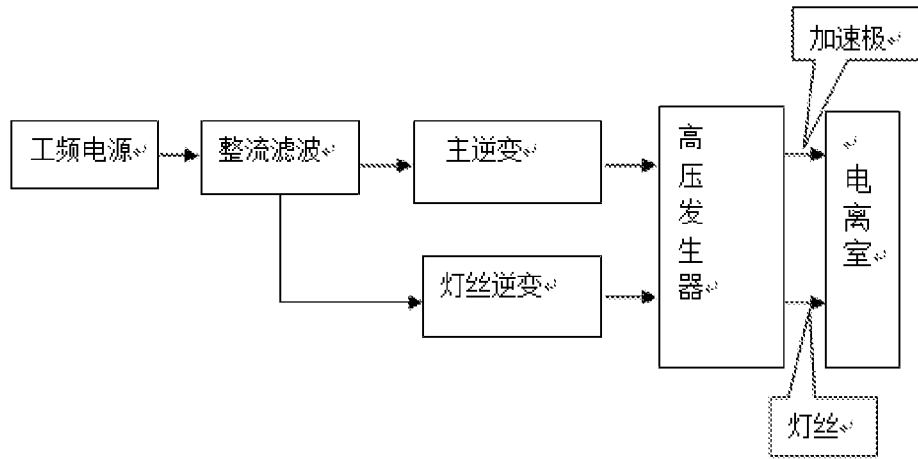 加速极
工频电源
整流滤波
主逆变
高压发生器
电离室
灯丝逆变
灯丝